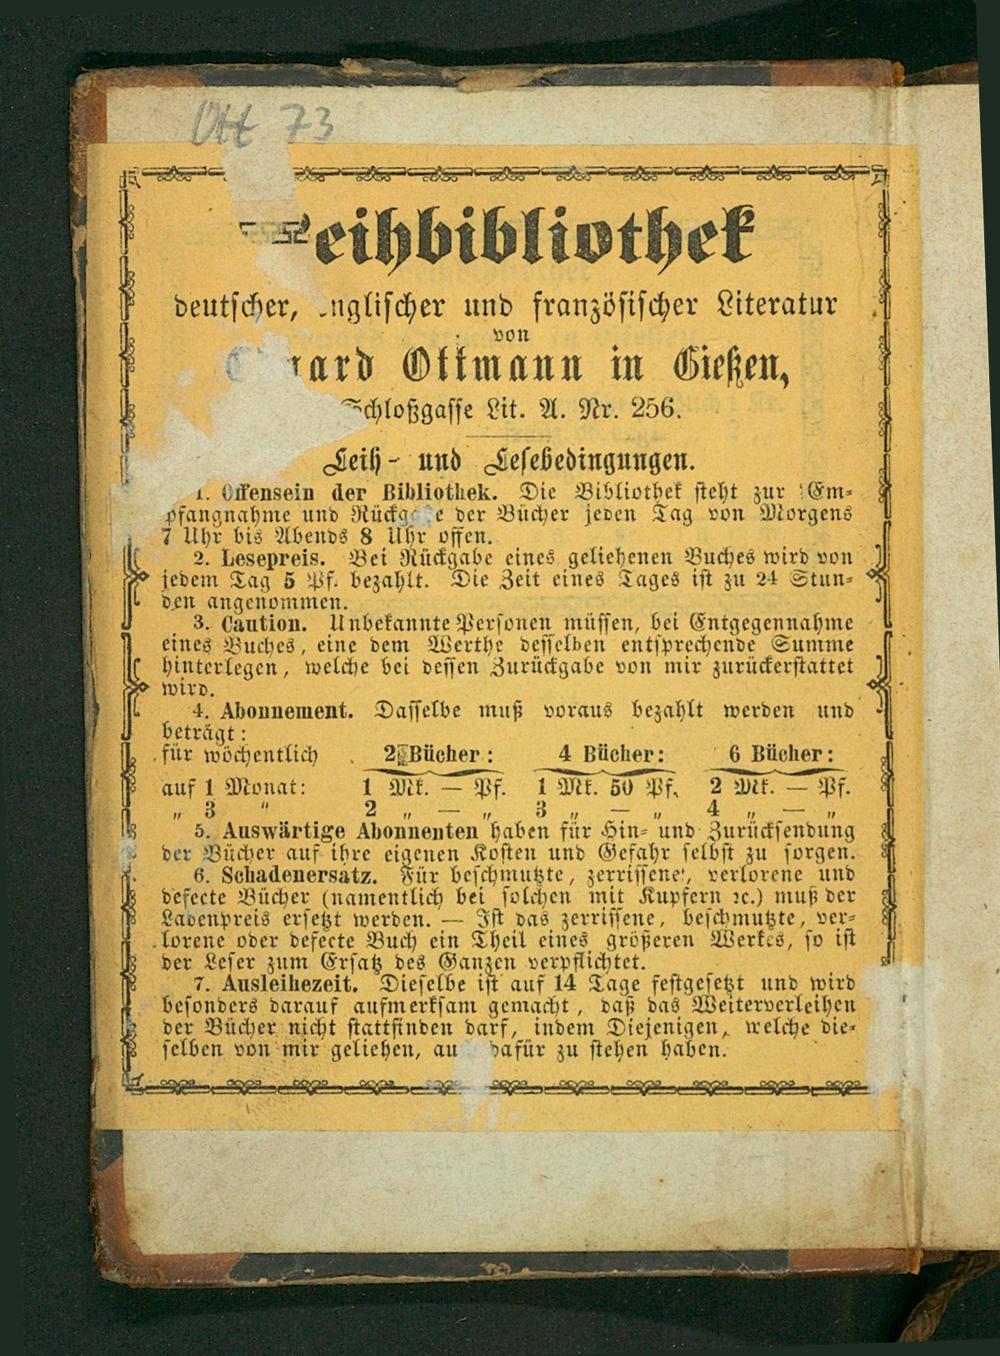 Ott 73
Leihbibliothek
deutscher, englischer und französischer Literatur
von
Ottmann in Gießen,
Schloßgasse Lit. A. Nr. 256.
Leih- und Lesebedingungen.
1. Offensein der Bibliothek. Die Bibliothek steht zur Em-
pfangnahme und Rückgabe der Bücher jeden Tag von Morgens
7 Uhr bis Abends 8 Uhr offen.
2. Lesepreis. Bei Rückgabe eines geliehenen Buches wird von
jedem Tag 5 Pf. bezahlt. Die Zeit eines Tages ist zu 24 Stun-
den angenommen.
3. Caution. Unbekannte Personen müssen, bei Entgegennahme
eines Buches, eine dem Werthe desselben entsprechende Summe
hinterlegen, welche bei dessen Zurückgabe von mir zurückerstattet
wird.
4. Abonnement. Dasselbe muß voraus bezahlt werden und
beträgt:
für wöchentlich 2 Bücher: 4 Bücher: 6 Bücher:
auf 1 Monat: 1 Mk. — Pf. 1 Mk. 50 Pf. 2 Mk. — Pf.
„ 3 " 2 „ — „ 3 „ — „ 4 „ — „
5. Auswärtige Abonnenten haben für Hin- und Zurücksendung
der Bücher auf ihre eigenen Kosten und Gefahr selbst zu sorgen.
6. Schadenersatz. Für beschmutzte, zerrissene, verlorene und
defecte Bücher (namentlich bei solchen mit Kupfern ꝛc.) muß der
Ladenpreis ersetzt werden. — Ist das zerrissene, beschmutzte, ver-
lorene oder defecte Buch ein Theil eines größeren Werkes, so ist
der Leser zum Ersatz des Ganzen verpflichtet.
7. Ausleihezeit. Dieselbe ist auf 14 Tage festgesetzt und wird
besonders darauf aufmerksam gemacht, daß das Weiterverleihen
der Bücher nicht stattfinden darf, indem Diejenigen, welche die-
selben von mir geliehen, auch dafür zu stehen haben.